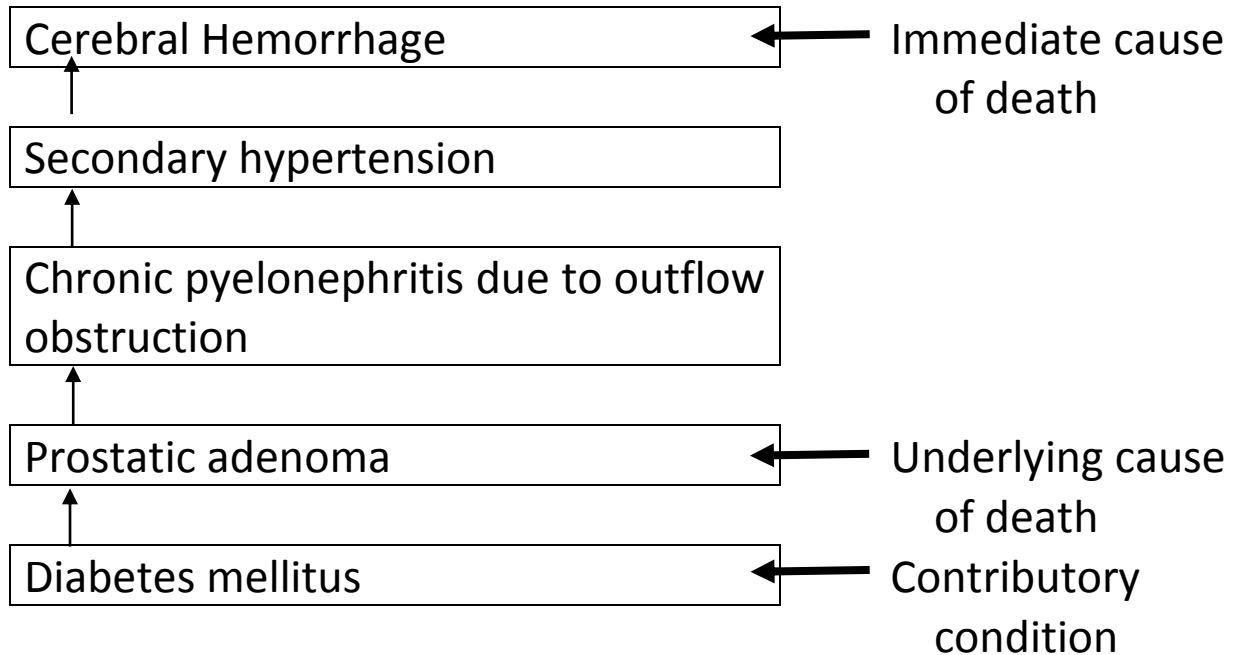 Cerebral Hemorrhage
Immediate cause
of death
Secondary hypertension
Chronic pyelonephritis due to outflow
obstruction
Prostatic adenoma
Underlying cause
of death
Diabetes mellitus
Contributory
condition